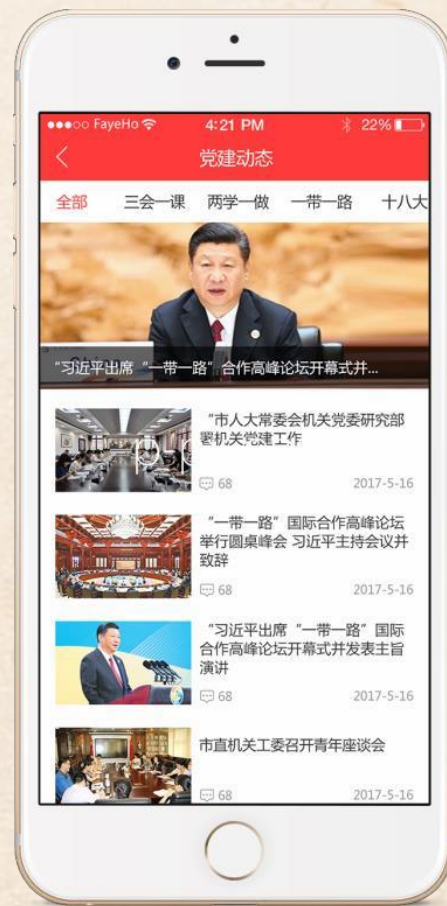 FayeHo 4:21 PM 22%
党建动态
全部 三会一课 两学一做 一带一路 十八大
“习近平出席“一带一路”合作高峰论坛开幕式并...
“市人大常委会机关党委研究部
署机关党建工作
68 2017-5-16
“一带一路”国际合作高峰论坛
举行圆桌峰会 习近平主持会议并
致辞
68 2017-5-16
“习近平出席“一带一路”国际
合作高峰论坛开幕式并发表主旨
演讲
68 2017-5-16
市直机关工委召开青年座谈会
68 2017-5-16